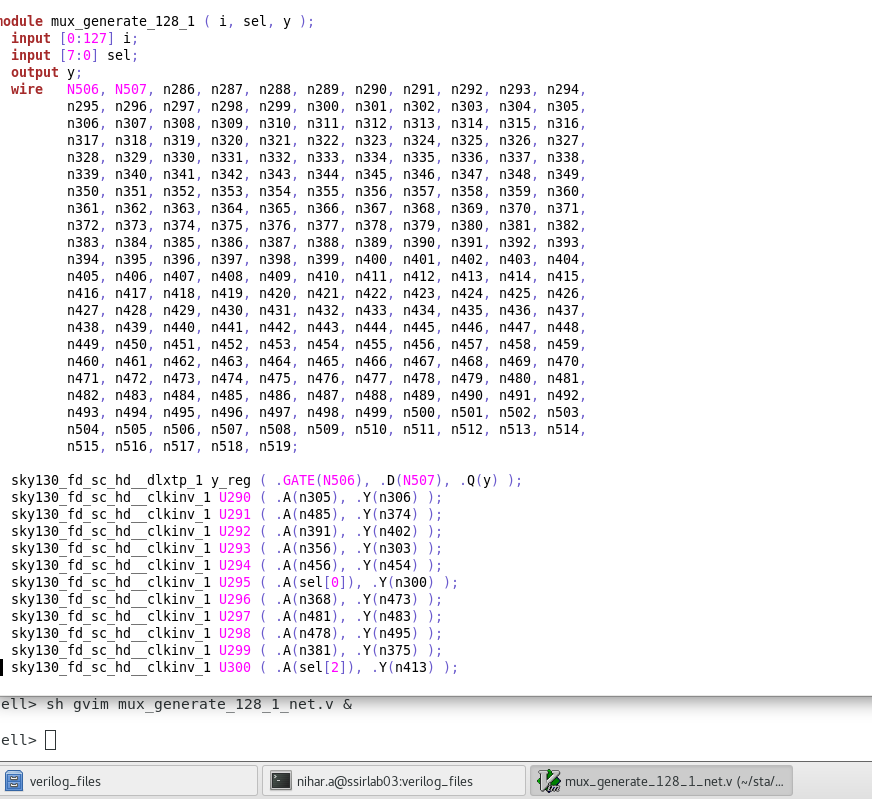 module mux_generate_128_1 ( i, sel, y );
input [0:127] i;
input [7:0] sel;
output y;
wire N506, N507, n286, n287, n288, n289, n290, n291, n292, n293, n294,
n295, n296, n297, n298, n299, n300, n301, n302, n303, n304, n305,
n306, n307, n308, n309, n310, n311, n312, n313, n314, n315, n316,
n317, n318, n319, n320, n321, n322, n323, n324, n325, n326, n327,
n328, n329, n330, n331, n332, n333, n334, n335, n336, n337, n338,
n339, n340, n341, n342, n343, n344, n345, n346, n347, n348, n349,
n350, n351, n352, n353, n354, n355, n356, n357, n358, n359, n360,
n361, n362, n363, n364, n365, n366, n367, n368, n369, n370, n371,
n372, n373, n374, n375, n376, n377, n378, n379, n380, n381, n382,
n383, n384, n385, n386, n387, n388, n389, n390, n391, n392, n393,
n394, n395, n396, n397, n398, n399, n400, n401, n402, n403, n404,
n405, n406, n407, n408, n409, n410, n411, n412, n413, n414, n415,
n416, n417, n418, n419, n420, n421, n422, n423, n424, n425, n426,
n427, n428, n429, n430, n431, n432, n433, n434, n435, n436, n437,
n438, n439, n440, n441, n442, n443, n444, n445, n446, n447, n448,
n449, n450, n451, n452, n453, n454, n455, n456, n457, n458, n459,
n460, n461, n462, n463, n464, n465, n466, n467, n468, n469, n470,
n471, n472, n473, n474, n475, n476, n477, n478, n479, n480, n481,
n482, n483, n484, n485, n486, n487, n488, n489, n490, n491, n492,
n493, n494, n495, n496, n497, n498, n499, n500, n501, n502, n503,
n504, n505, n506, n507, n508, n509, n510, n511, n512, n513, n514,
n515, n516, n517, n518, n519;
sky130_fd_sc_hd__dlxtp_1 y_reg ( .GATE(N506), .D(N507), .Q(y) );
sky130_fd_sc_hd__clkinv_1 U290 ( .A(n305), .Y(n306) );
sky130_fd_sc_hd__clkinv_1 U291 ( .A(n485), .Y(n374) );
sky130_fd_sc_hd__clkinv_1 U292 ( .A(n391), .Y(n402) );
sky130_fd_sc_hd__clkinv_1 U293 ( .A(n356), .Y(n303) );
sky130_fd_sc_hd__clkinv_1 U294 ( .A(n456), .Y(n454) );
sky130_fd_sc_hd__clkinv_1 U295 ( .A(sel[0]), .Y(n300) );
sky130_fd_sc_hd__clkinv_1 U296 ( .A(n368), .Y(n473) );
sky130_fd_sc_hd__clkinv_1 U297 ( .A(n481), .Y(n483) );
sky130_fd_sc_hd__clkinv_1 U298 ( .A(n478), .Y(n495) );
sky130_fd_sc_hd__clkinv_1 U299 ( .A(n381), .Y(n375) );
sky130_fd_sc_hd__clkinv_1 U300 ( .A(sel[2]), .Y(n413) );
ell> sh gvim mux_generate_128_1_net.v &
ell>
verilog_files
nihar.a@ssirlab03:verilog_files
mux_generate_128_1_net.v (~/sta/...